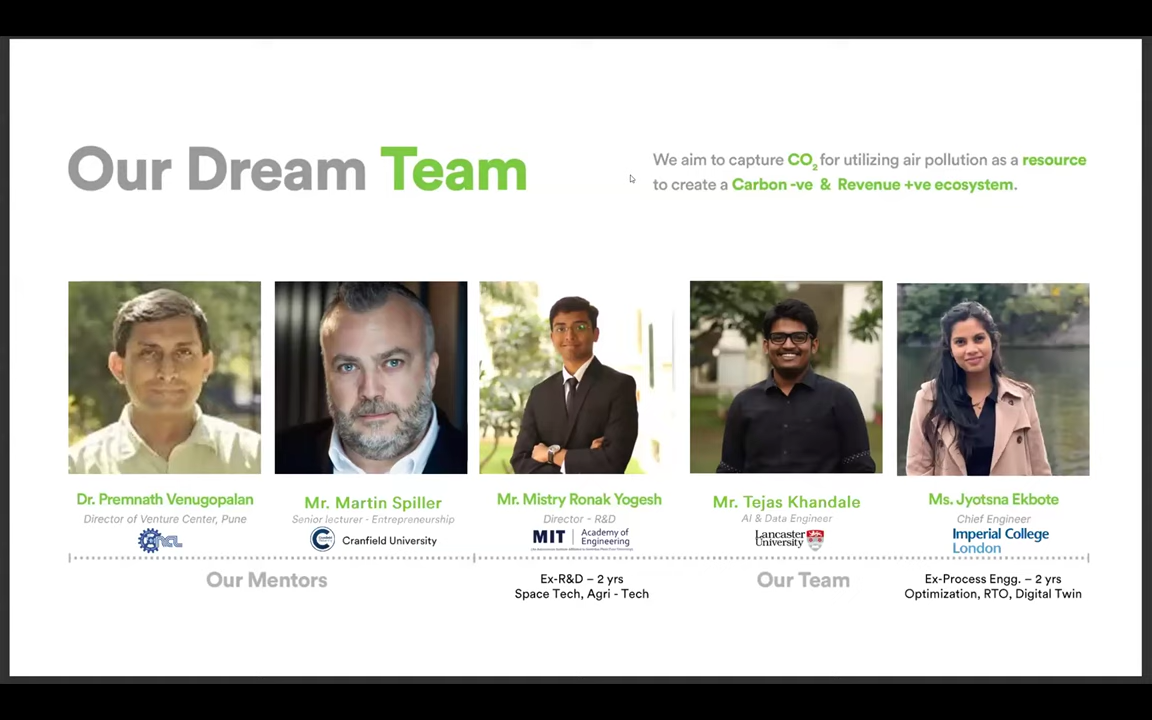 Our Dream Team
We aim to capture CO2 for utilizing air pollution as a resource
to create a Carbon -ve & Revenue +ve ecosystem.
Dr. Premnath Venugopalan
Director of Venture Center, Pune
NCL
Mr. Martin Spiller
Senior lecturer - Entrepreneurship
Cranfield University
Mr. Mistry Ronak Yogesh
Director - R&D
MIT Academy of
Engineering
Mr. Tejas Khandale
AI & Data Engineer
Lancaster
University
Ms. Jyotsna Ekbote
Chief Engineer
Imperial College
London
Our Mentors
Ex-R&D – 2 yrs
Space Tech, Agri - Tech
Our Team
Ex-Process Engg. – 2 yrs
Optimization, RTO, Digital Twin